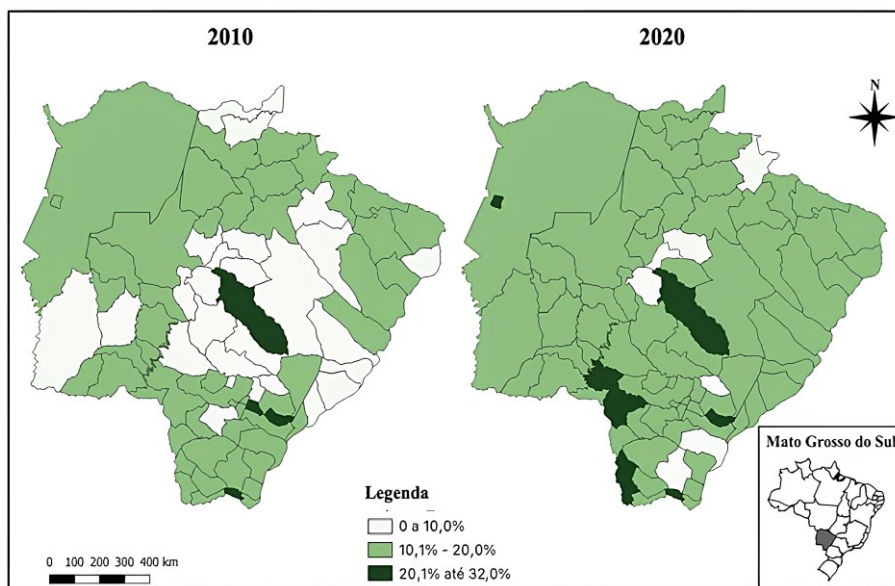 2010
2020
N
Legenda
0 a 10,0%
10,1% - 20,0%
20,1% até 32,0%
0 100 200 300 400 km
Mato Grosso do Sul